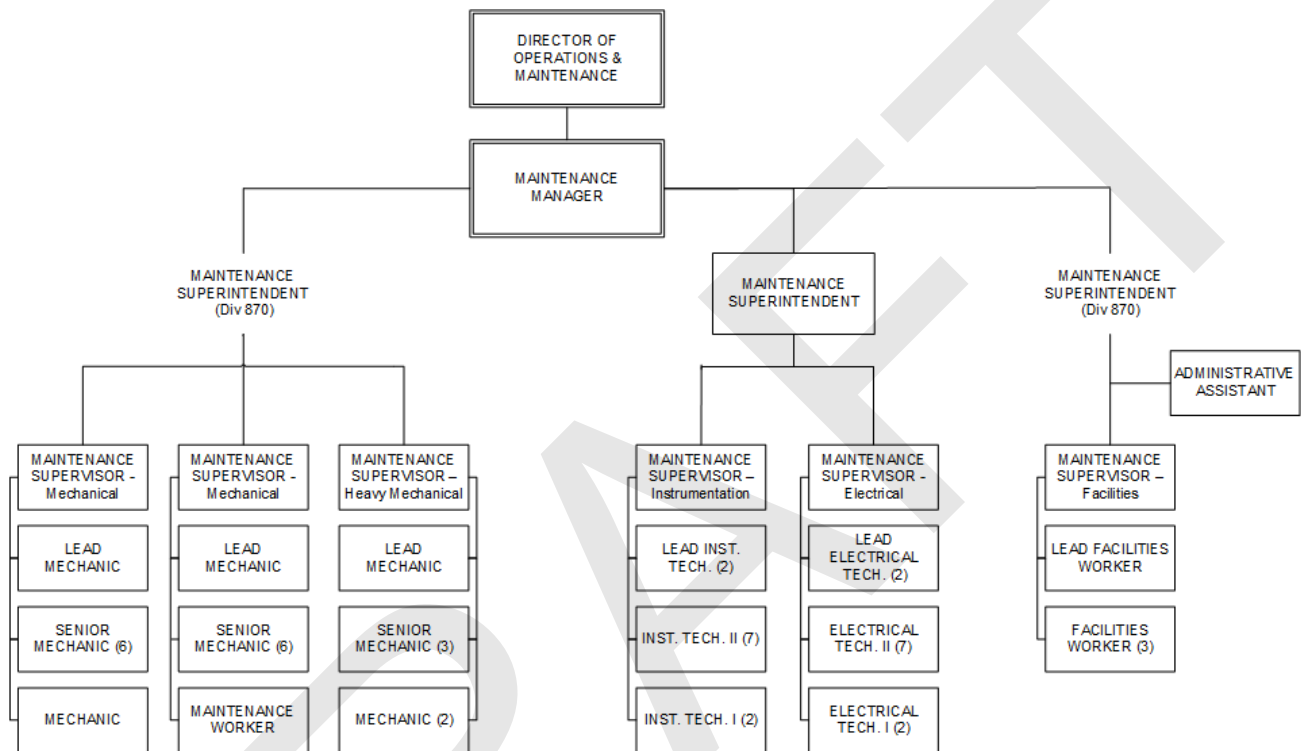 DIRECTOR OF
OPERATIONS &
MAINTENANCE
MAINTENANCE
MANAGER
MAINTENANCE
SUPERINTENDENT
(Div 870)
MAINTENANCE
SUPERINTENDENT
MAINTENANCE
SUPERINTENDENT
(Div 870)
ADMINISTRATIVE
ASSISTANT
MAINTENANCE
SUPERVISOR -
Mechanical
LEAD
MECHANIC
SENIOR
MECHANIC (6)
MECHANIC
MAINTENANCE
SUPERVISOR -
Mechanical
LEAD
MECHANIC
SENIOR
MECHANIC (6)
MAINTENANCE
WORKER
MAINTENANCE
SUPERVISOR –
Heavy Mechanical
LEAD
MECHANIC
SENIOR
MECHANIC (3)
MECHANIC (2)
MAINTENANCE
SUPERVISOR –
Instrumentation
LEAD INST.
TECH. (2)
INST. TECH. II (7)
INST. TECH. I (2)
MAINTENANCE
SUPERVISOR -
Electrical
LEAD
ELECTRICAL
TECH. (2)
ELECTRICAL
TECH. II (7)
ELECTRICAL
TECH. I (2)
MAINTENANCE
SUPERVISOR –
Facilities
LEAD FACILITIES
WORKER
FACILITIES
WORKER (3)
DRAFT